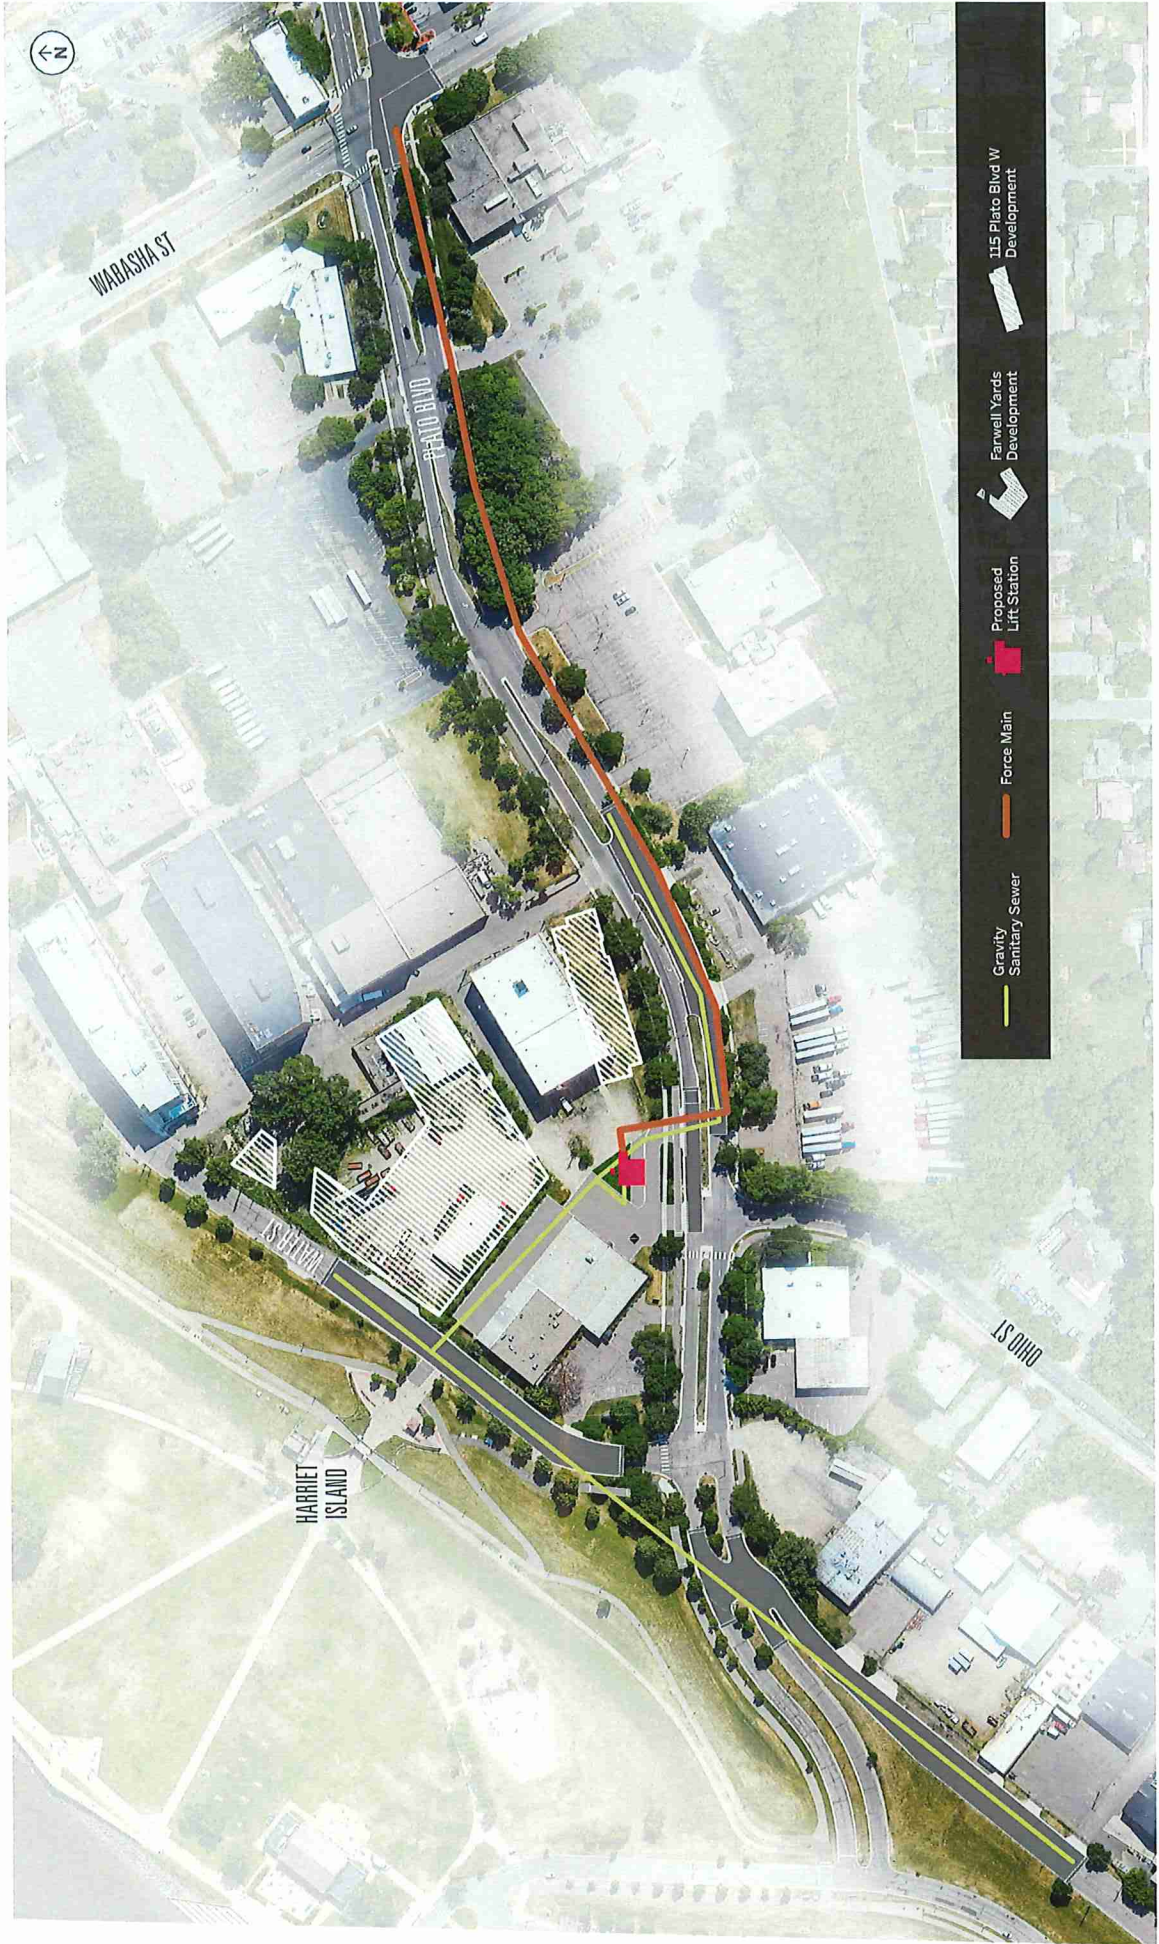 N
WABASHA ST
PLATO BLVD
WATER ST
HARRIET
ISLAND
OHIO ST
Gravity
Sanitary Sewer
Force Main
Proposed
Lift Station
Farwell Yards
Development
115 Plato Blvd W
Development